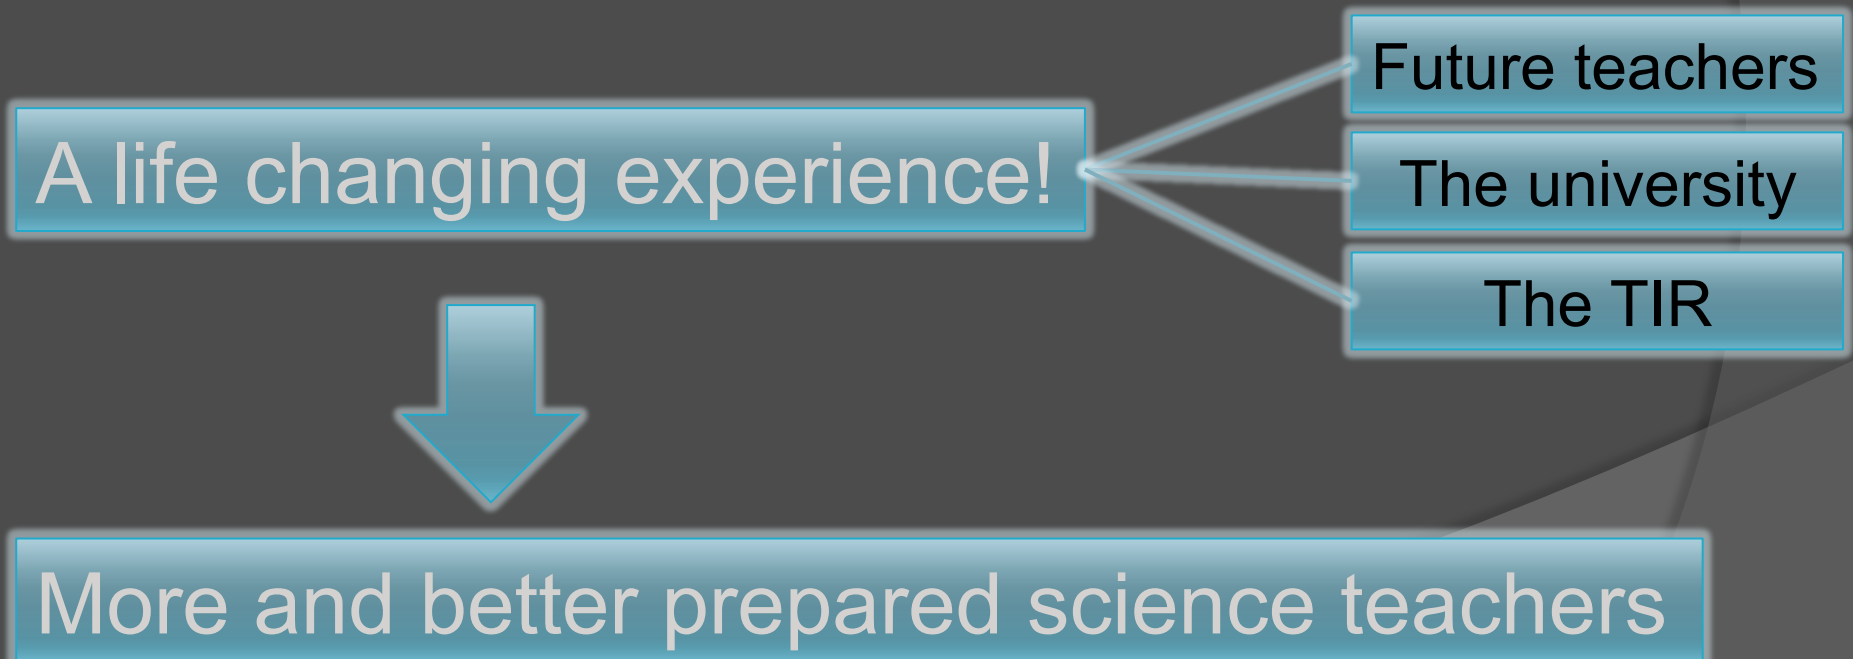 A life changing experience!
Future teachers
The university
The TIR
More and better prepared science teachers